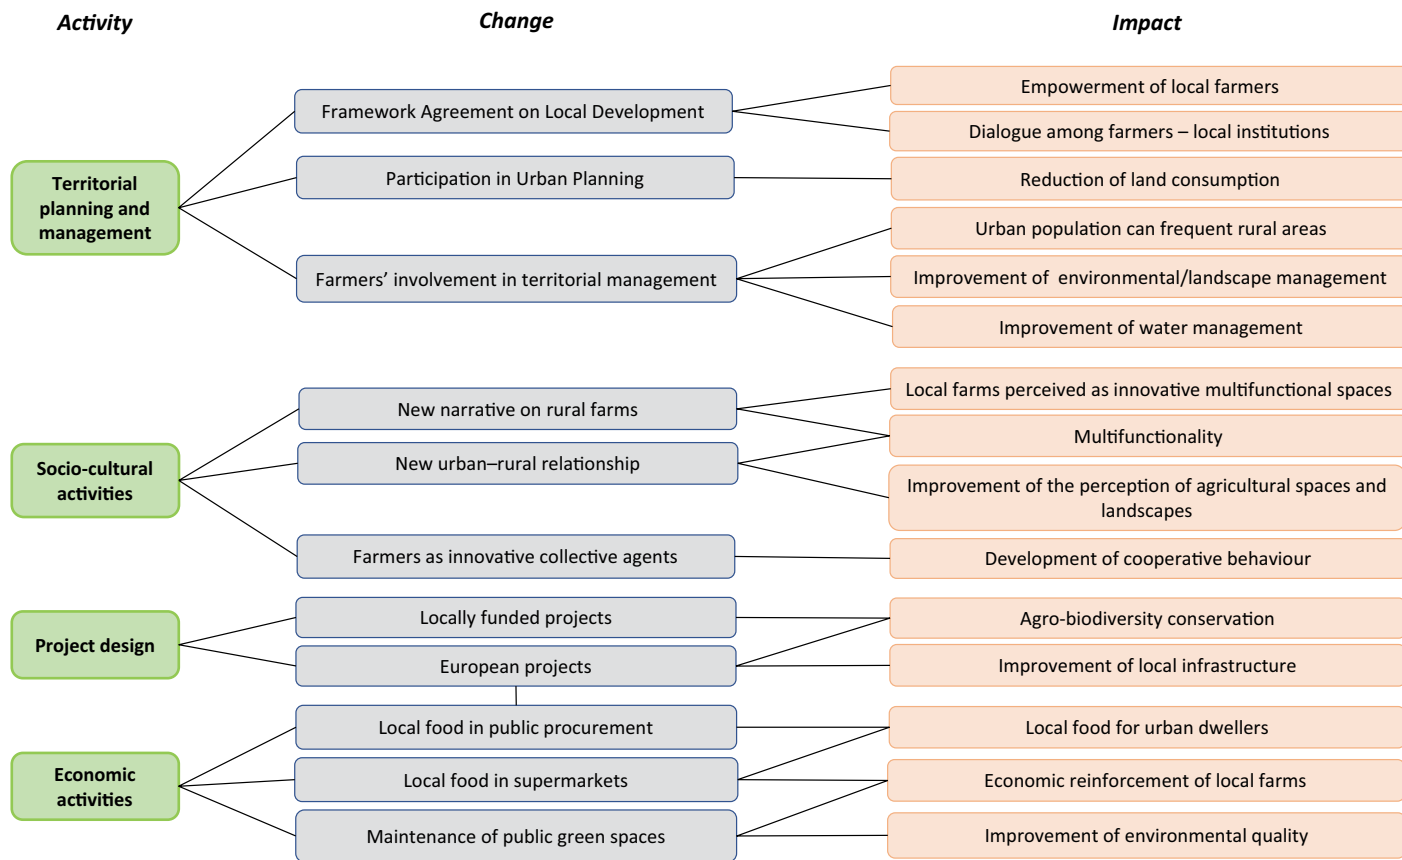 Activity
Change
Impact
Territorial
planning and
management
Framework Agreement on Local Development
Participation in Urban Planning
Farmers’ involvement in territorial management
Empowerment of local farmers
Dialogue among farmers – local institutions
Reduction of land consumption
Urban population can frequent rural areas
Improvement of environmental/landscape management
Improvement of water management
Socio-cultural
activities
New narrative on rural farms
New urban–rural relationship
Farmers as innovative collective agents
Local farms perceived as innovative multifunctional spaces
Multifunctionality
Improvement of the perception of agricultural spaces and
landscapes
Development of cooperative behaviour
Project design
Locally funded projects
European projects
Agro-biodiversity conservation
Improvement of local infrastructure
Economic
activities
Local food in public procurement
Local food in supermarkets
Maintenance of public green spaces
Local food for urban dwellers
Economic reinforcement of local farms
Improvement of environmental quality